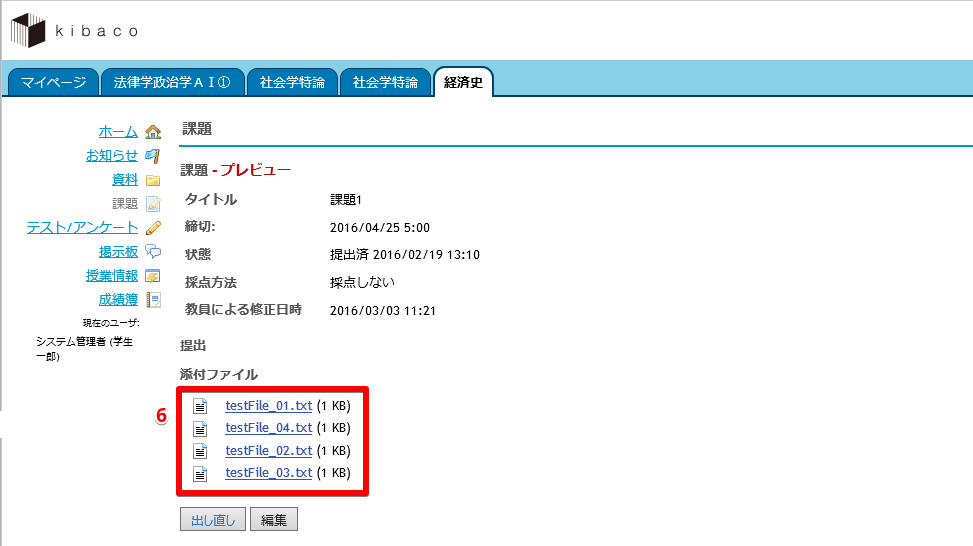 kibaco
マイページ 法律学政治学ＡⅠ① 社会学特論 社会学特論 経済史
ホーム
お知らせ
資料
課題
テスト/アンケート
掲示板
授業情報
成績簿
現在のユーザ:
システム管理者 (学生
一郎)
課題
課題 - プレビュー
タイトル 課題1
締切: 2016/04/25 5:00
状態 提出済 2016/02/19 13:10
採点方法 採点しない
教員による修正日時 2016/03/03 11:21
提出
添付ファイル
6
testFile_01.txt (1 KB)
testFile_04.txt (1 KB)
testFile_02.txt (1 KB)
testFile_03.txt (1 KB)
出し直し 編集